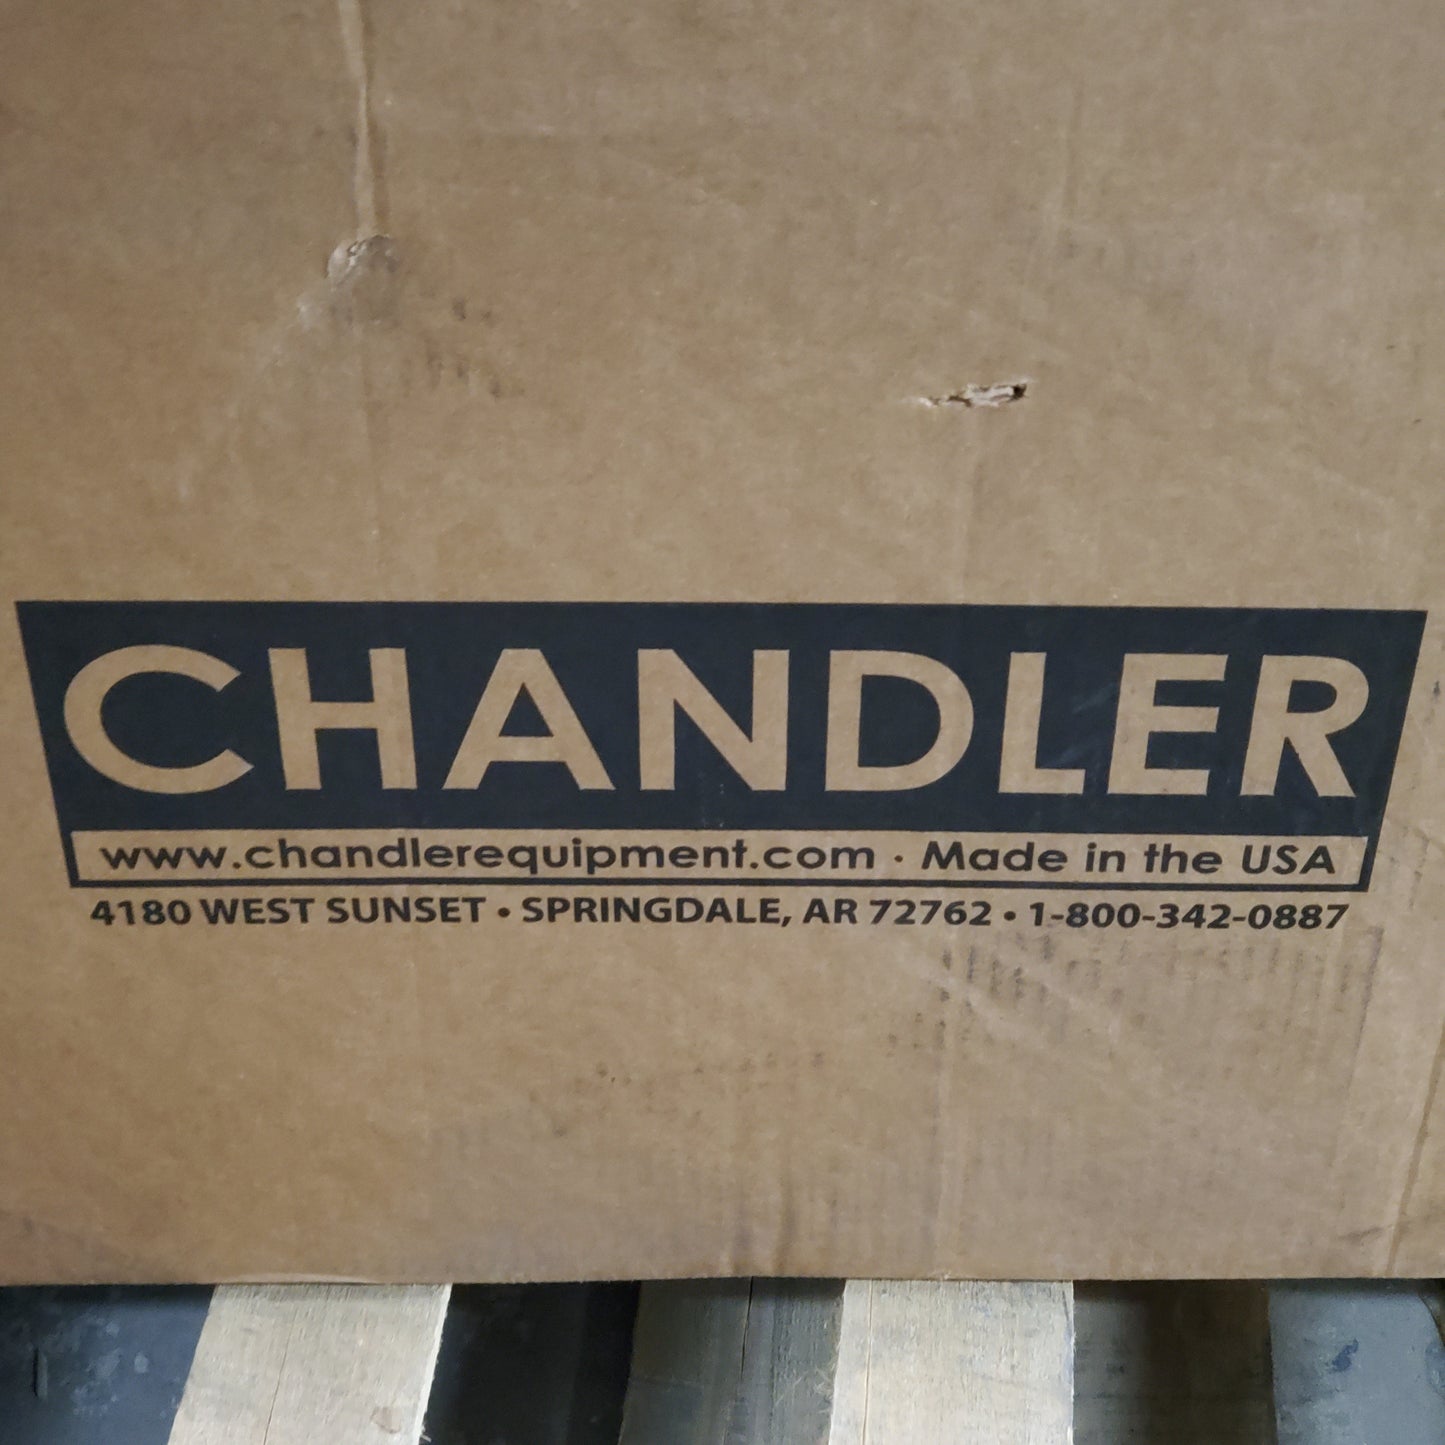 CHANDLER
www.chandlerequipment.com · Made in the USA
4180 WEST SUNSET • SPRINGDALE, AR 72762 • 1-800-342-0887